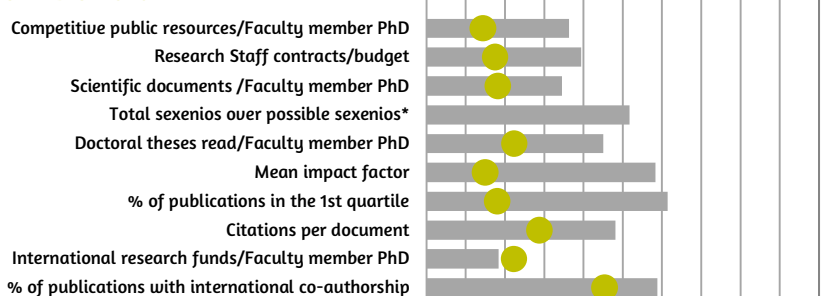 Competitive public resources/Faculty member PhD
Research Staff contracts/budget
Scientific documents /Faculty member PhD
Total sexenios over possible sexenios*
Doctoral theses read/Faculty member PhD
Mean impact factor
% of publications in the 1st quartile
Citations per document
International research funds/Faculty member PhD
% of publications with international co-authorship